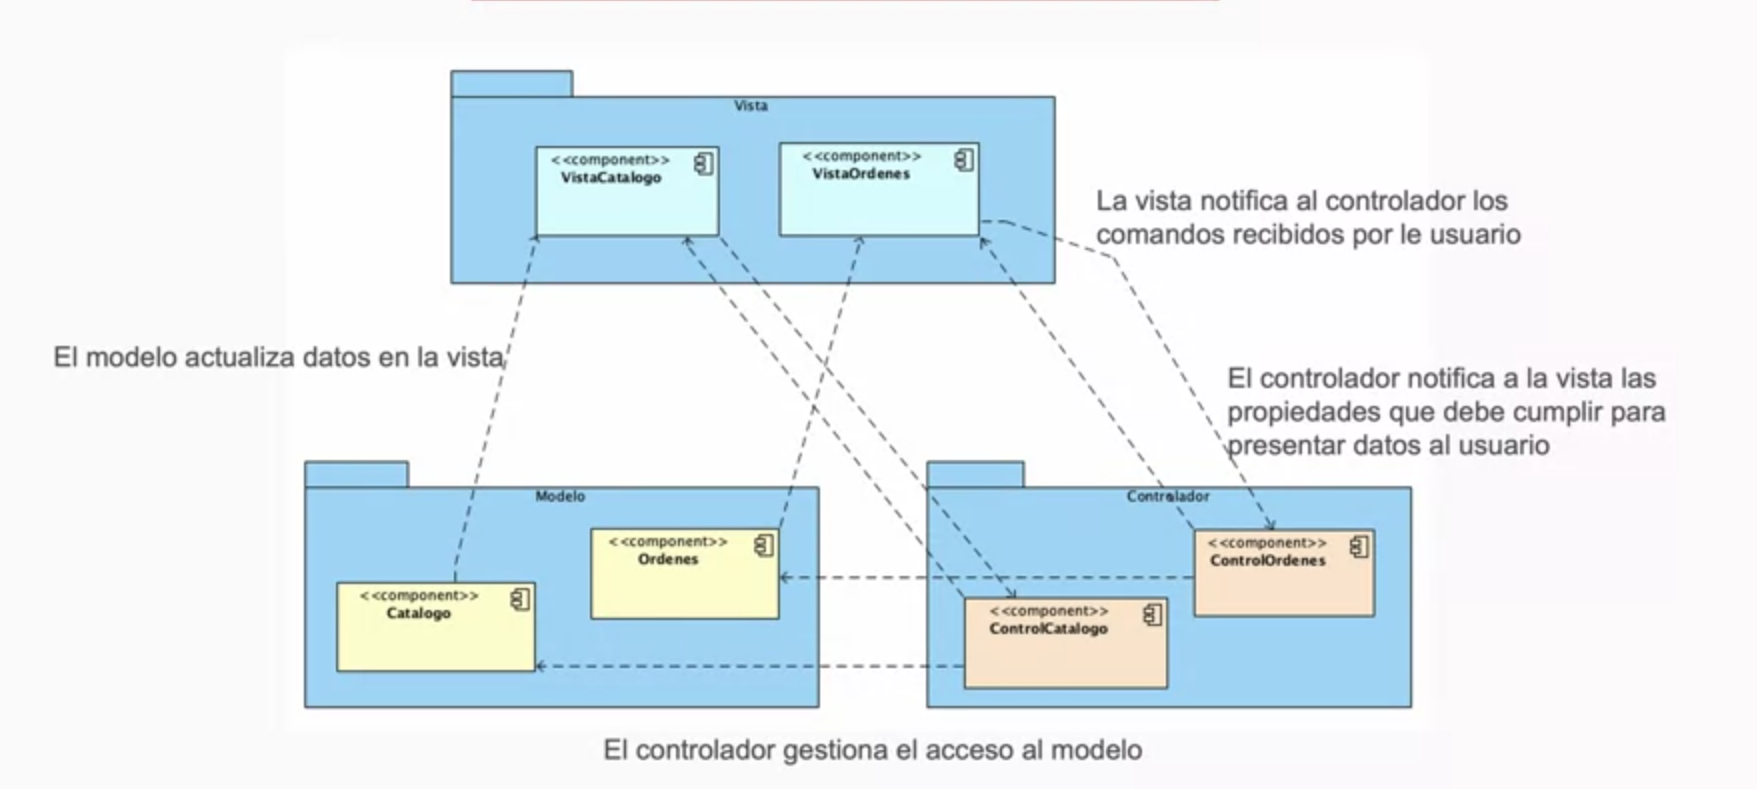 Vista
<<component>>
VistaCatalogo
<<component>>
VistaOrdenes
La vista notifica al controlador los
comandos recibidos por le usuario
El modelo actualiza datos en la vista
El controlador notifica a la vista las
propiedades que debe cumplir para
presentar datos al usuario
Modelo
<<component>>
Ordenes
<<component>>
Catalogo
Controlador
<<component>>
ControlOrdenes
<<component>>
ControlCatalogo
El controlador gestiona el acceso al modelo